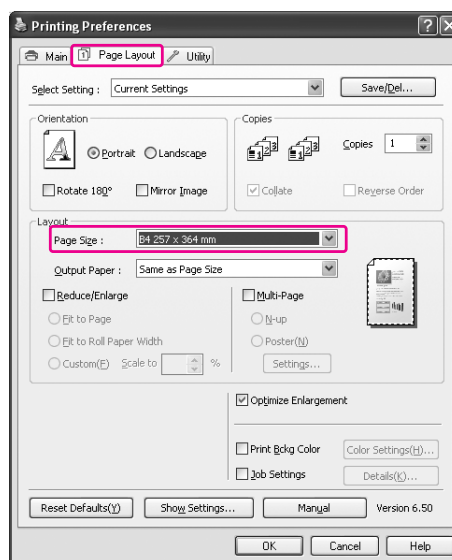 Printing Preferences
Main Page Layout Utility
Select Setting : Current Settings Save/Del...
Orientation
Portrait Landscape
Rotate 180° Mirror Image
Copies
Copies 1
Collate Reverse Order
Layout
Page Size : B4 257 x 364 mm
Output Paper : Same as Page Size
Reduce/Enlarge
Fit to Page
Fit to Roll Paper Width
Custom(F) Scale to %
Multi-Page
N-up
Poster(N)
Settings...
Optimize Enlargement
Print Bckg Color Color Settings(H)...
Job Settings Details(K)...
Reset Defaults(Y) Show Settings... Manual Version 6.50
OK Cancel Help